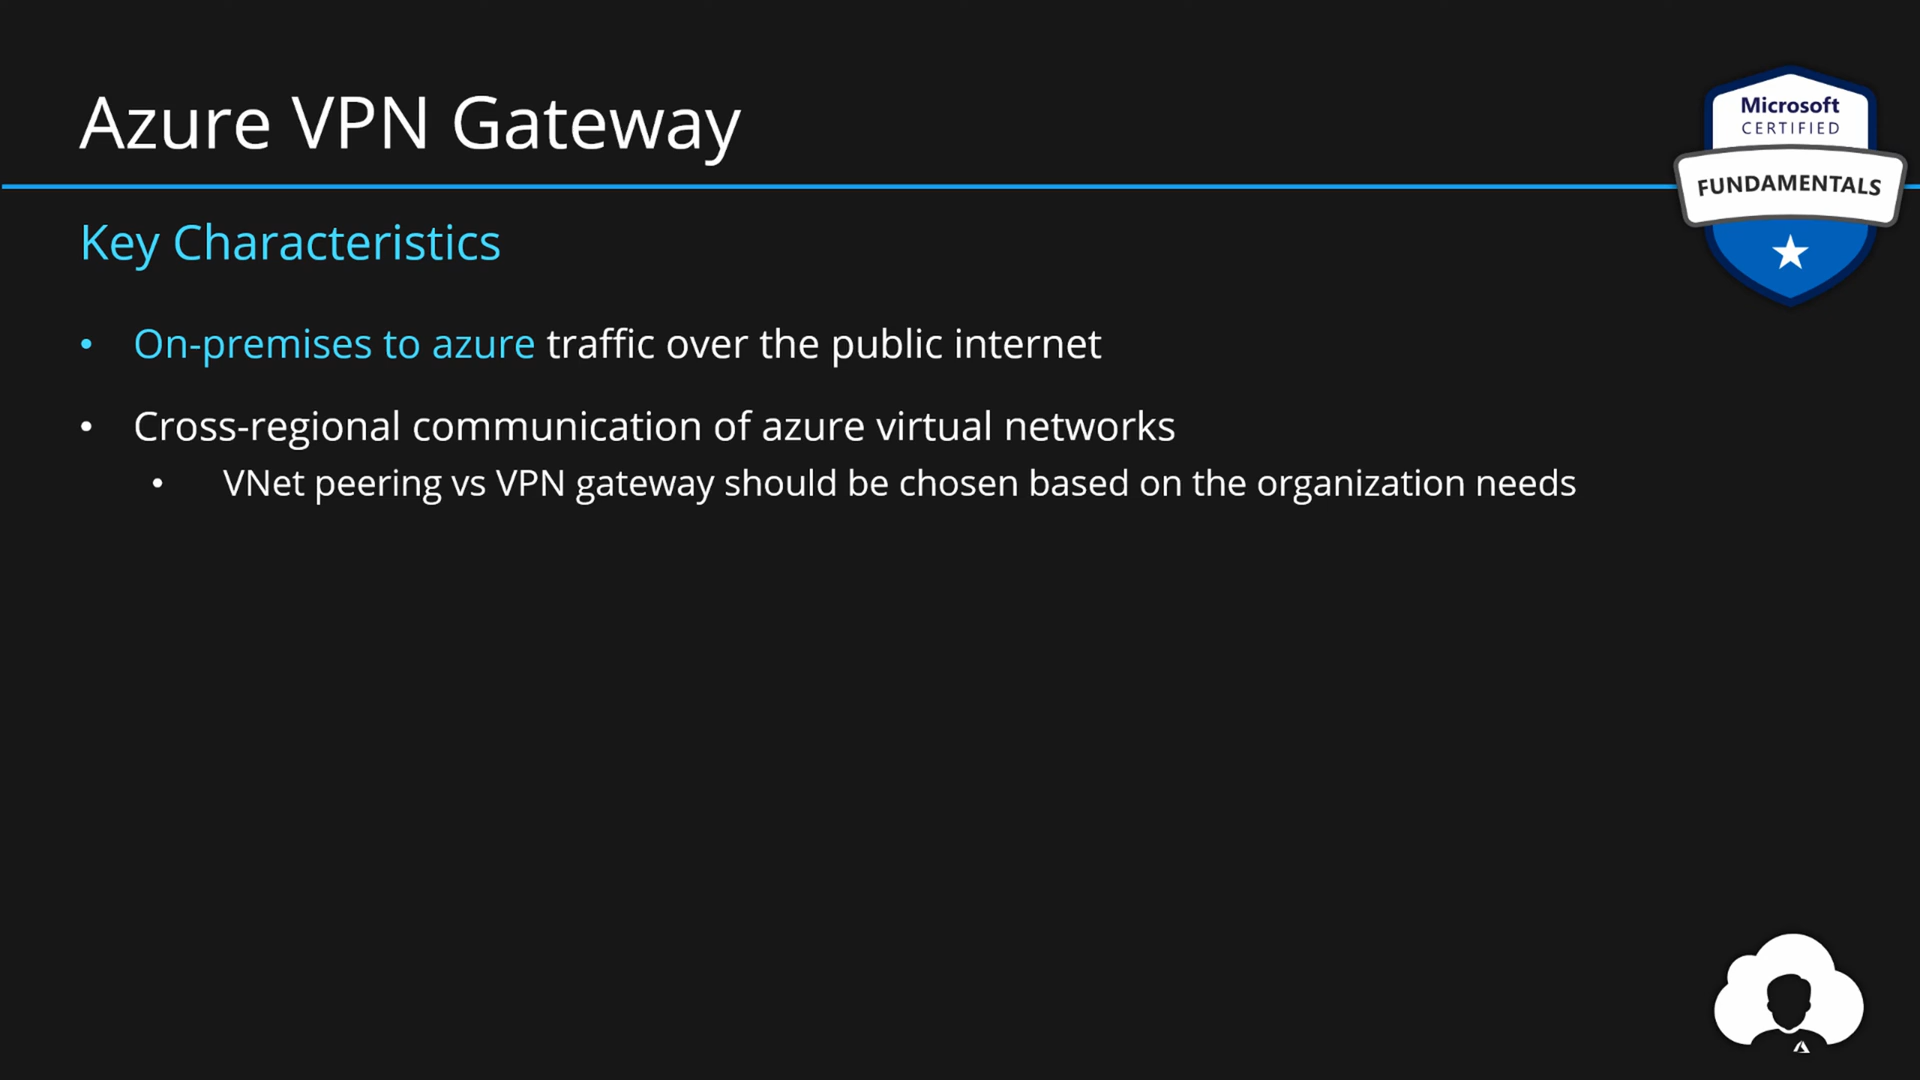 Azure VPN Gateway
Microsoft
CERTIFIED
FUNDAMENTALS
Key Characteristics
• On-premises to azure traffic over the public internet
• Cross-regional communication of azure virtual networks
• VNet peering vs VPN gateway should be chosen based on the organization needs